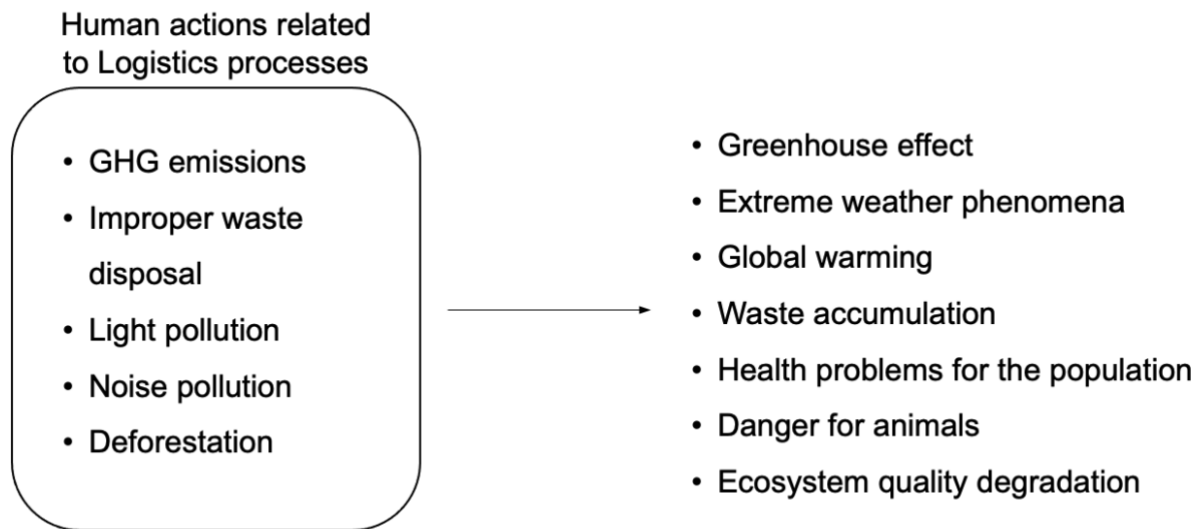 Human actions related
to Logistics processes
• GHG emissions
• Improper waste
disposal
• Light pollution
• Noise pollution
• Deforestation
• Greenhouse effect
• Extreme weather phenomena
• Global warming
• Waste accumulation
• Health problems for the population
• Danger for animals
• Ecosystem quality degradation